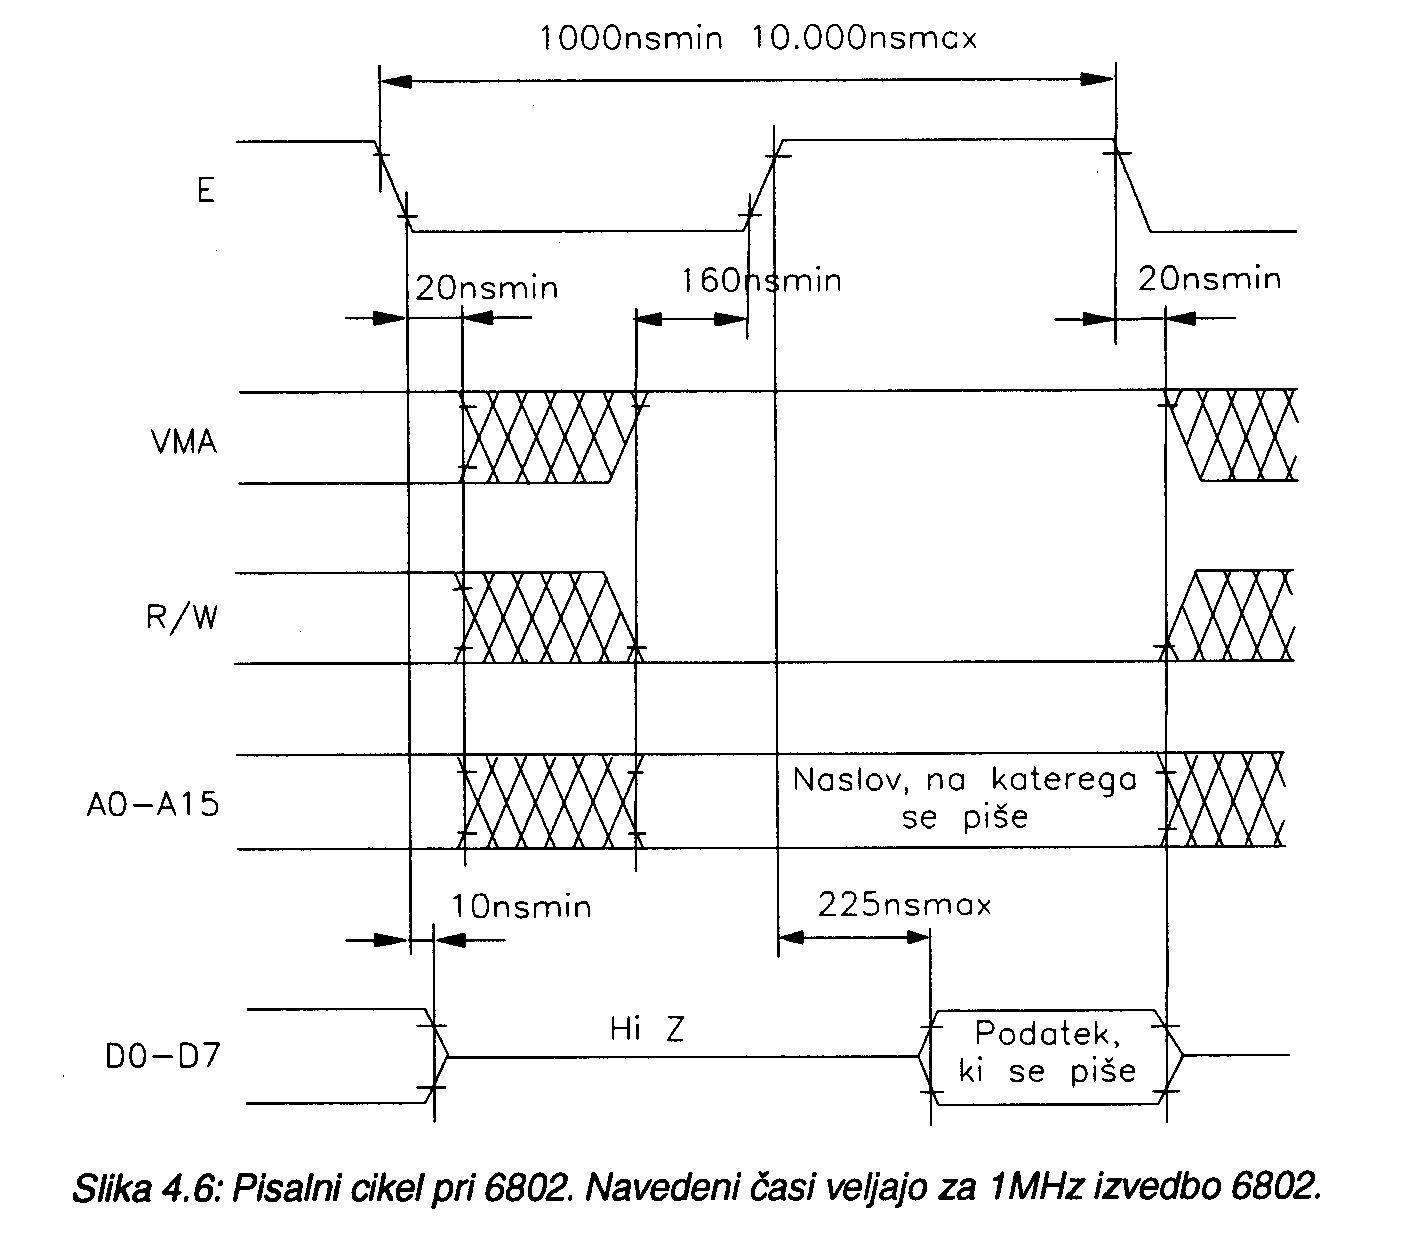 1000nsmin 10.000nsmax
E
20nsmin
160nsmin
20nsmin
VMA
R/W
A0-A15
Naslov, na katerega
se piše
10nsmin
225nsmax
D0-D7
Hi Z
Podatek,
ki se piše
Slika 4.6: Pisalni cikel pri 6802. Navedeni časi veljajo za 1MHz izvedbo 6802.